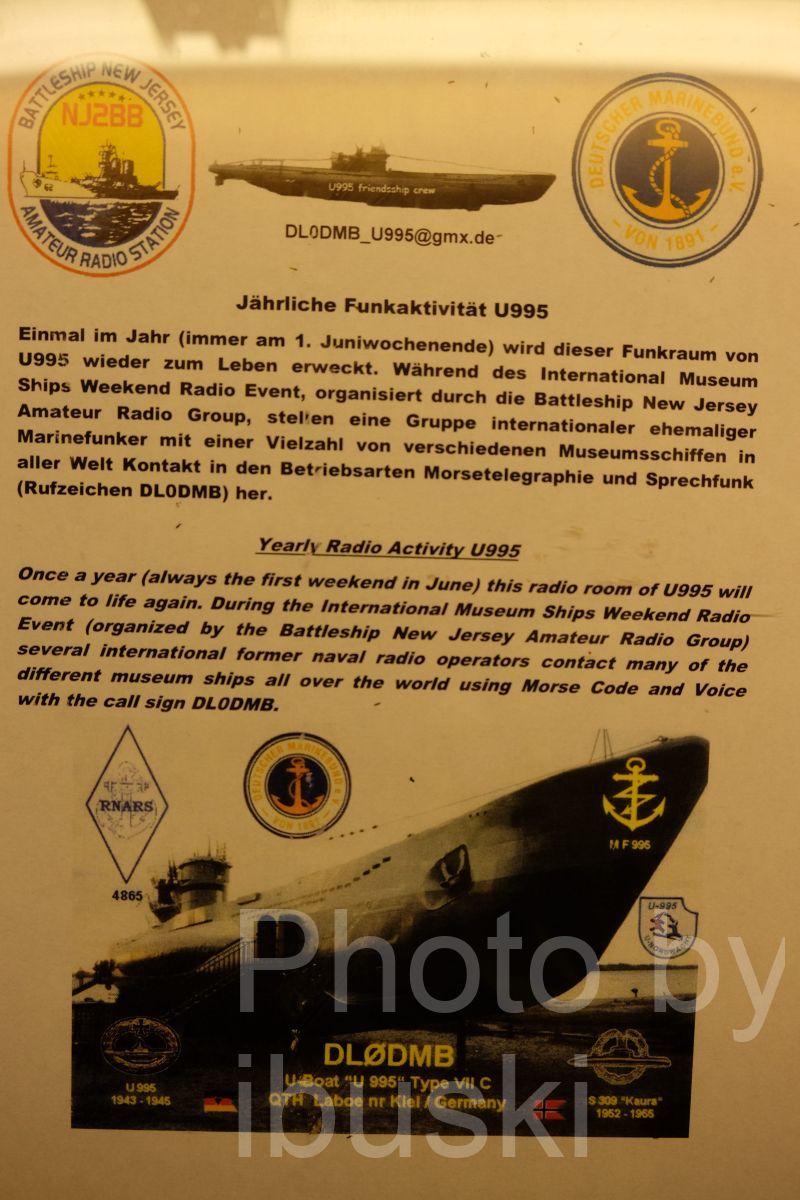 BATTLESHIP NEW JERSEY
NJ2BB
62
AMATEUR RADIO STATION
U995 friendsship crew
DL0DMB_U995@gmx.de
DEUTSCHER MARINEBUND e.V.
- VON 1891 -
Jährliche Funkaktivität U995
Einmal im Jahr (immer am 1. Juniwochenende) wird dieser Funkraum von
U995 wieder zum Leben erweckt. Während des International Museum
Ships Weekend Radio Event, organisiert durch die Battleship New Jersey
Amateur Radio Group, stellen eine Gruppe internationaler ehemaliger
Marinefunker mit einer Vielzahl von verschiedenen Museumsschiffen in
aller Welt Kontakt in den Betriebsarten Morsetelegraphie und Sprechfunk
(Rufzeichen DL0DMB) her.
Yearly Radio Activity U995
Once a year (always the first weekend in June) this radio room of U995 will
come to life again. During the International Museum Ships Weekend Radio
Event (organized by the Battleship New Jersey Amateur Radio Group)
several international former naval radio operators contact many of the
different museum ships all over the world using Morse Code and Voice
with the call sign DL0DMB.
RNARS
4865
DEUTSCHER MARINEBUND e.V.
- VON 1891 -
M F 995
U-995
DLØDMB
U-Boat "U 995" Type VII C
QTH Laboe nr Kiel / Germany
U 995
1943 - 1945
S 309 "Kaura"
1952 - 1965
Photo by
ibuski